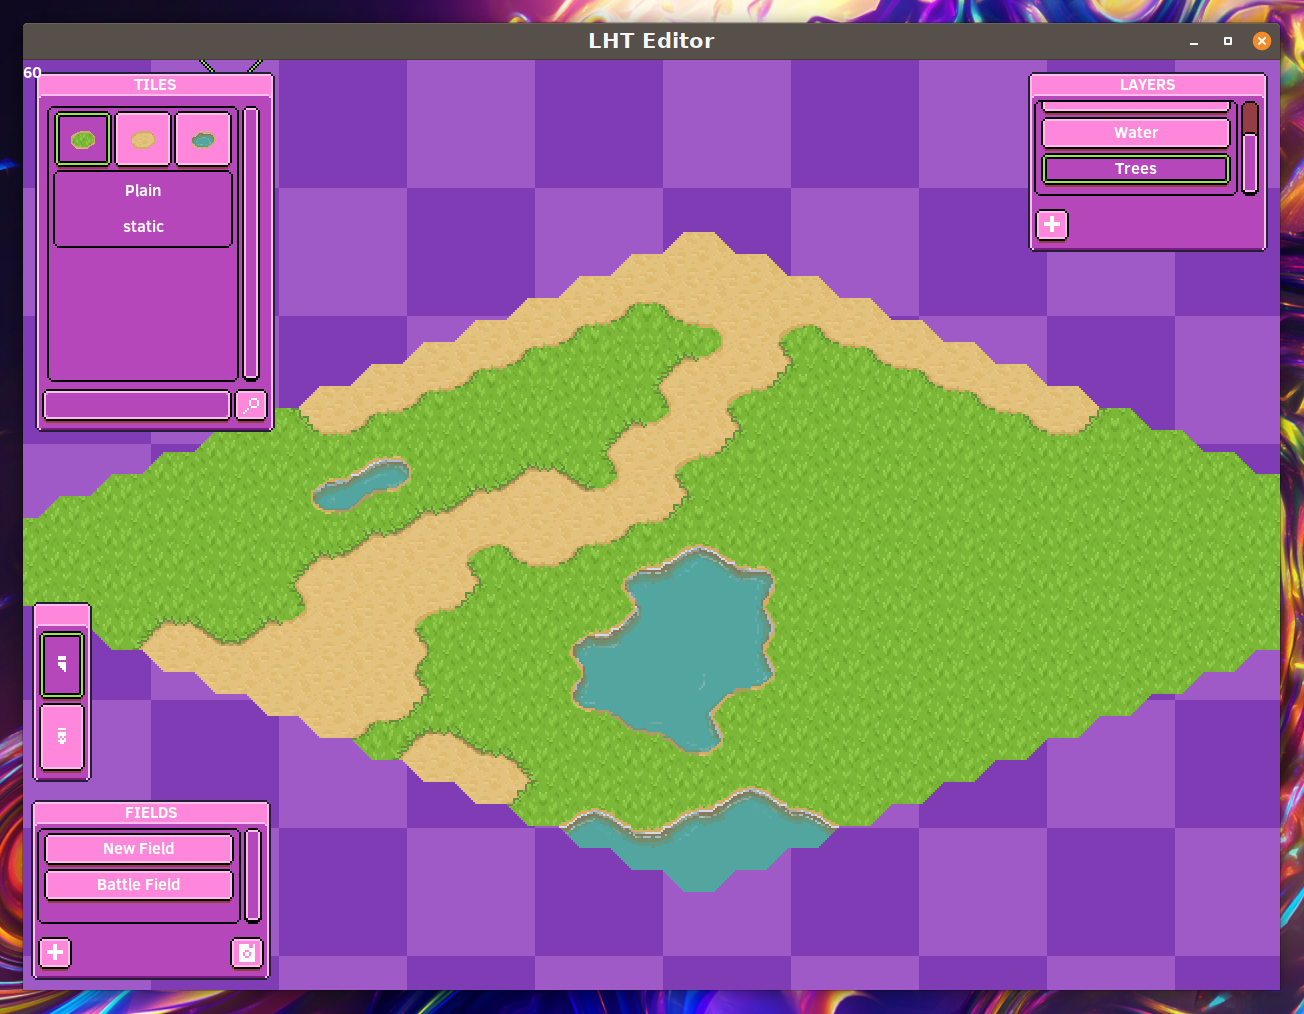 LHT Editor
60
TILES
Plain
static
LAYERS
Water
Trees
FIELDS
New Field
Battle Field